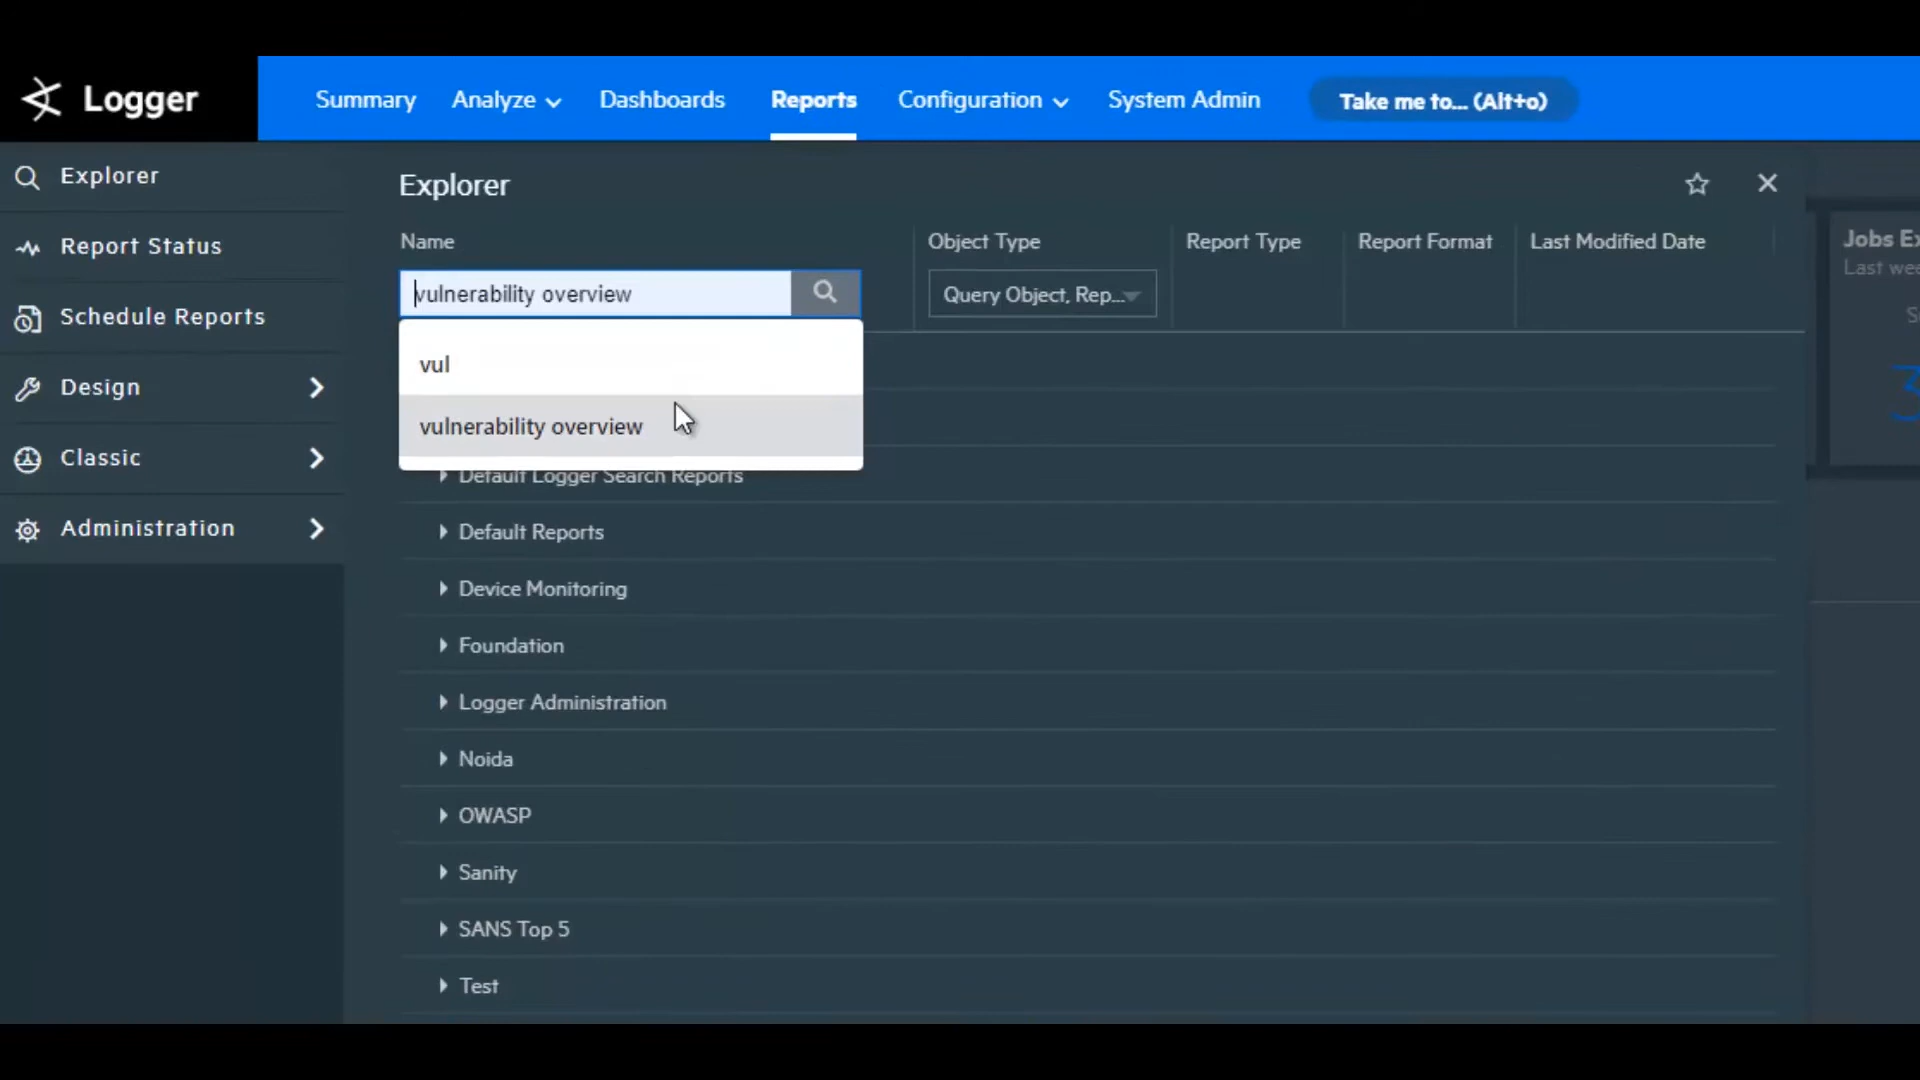 Logger
Summary
Analyze
Dashboards
Reports
Configuration
System Admin
Take me to... (Alt+o)
Explorer
Report Status
Schedule Reports
Design
Classic
Administration
Explorer
Name
Object Type
Report Type
Report Format
Last Modified Date
vulnerability overview
Query Object, Rep...
vul
vulnerability overview
Default Logger Search Reports
Default Reports
Device Monitoring
Foundation
Logger Administration
Noida
OWASP
Sanity
SANS Top 5
Test
Jobs Ex
Last wee
S
3